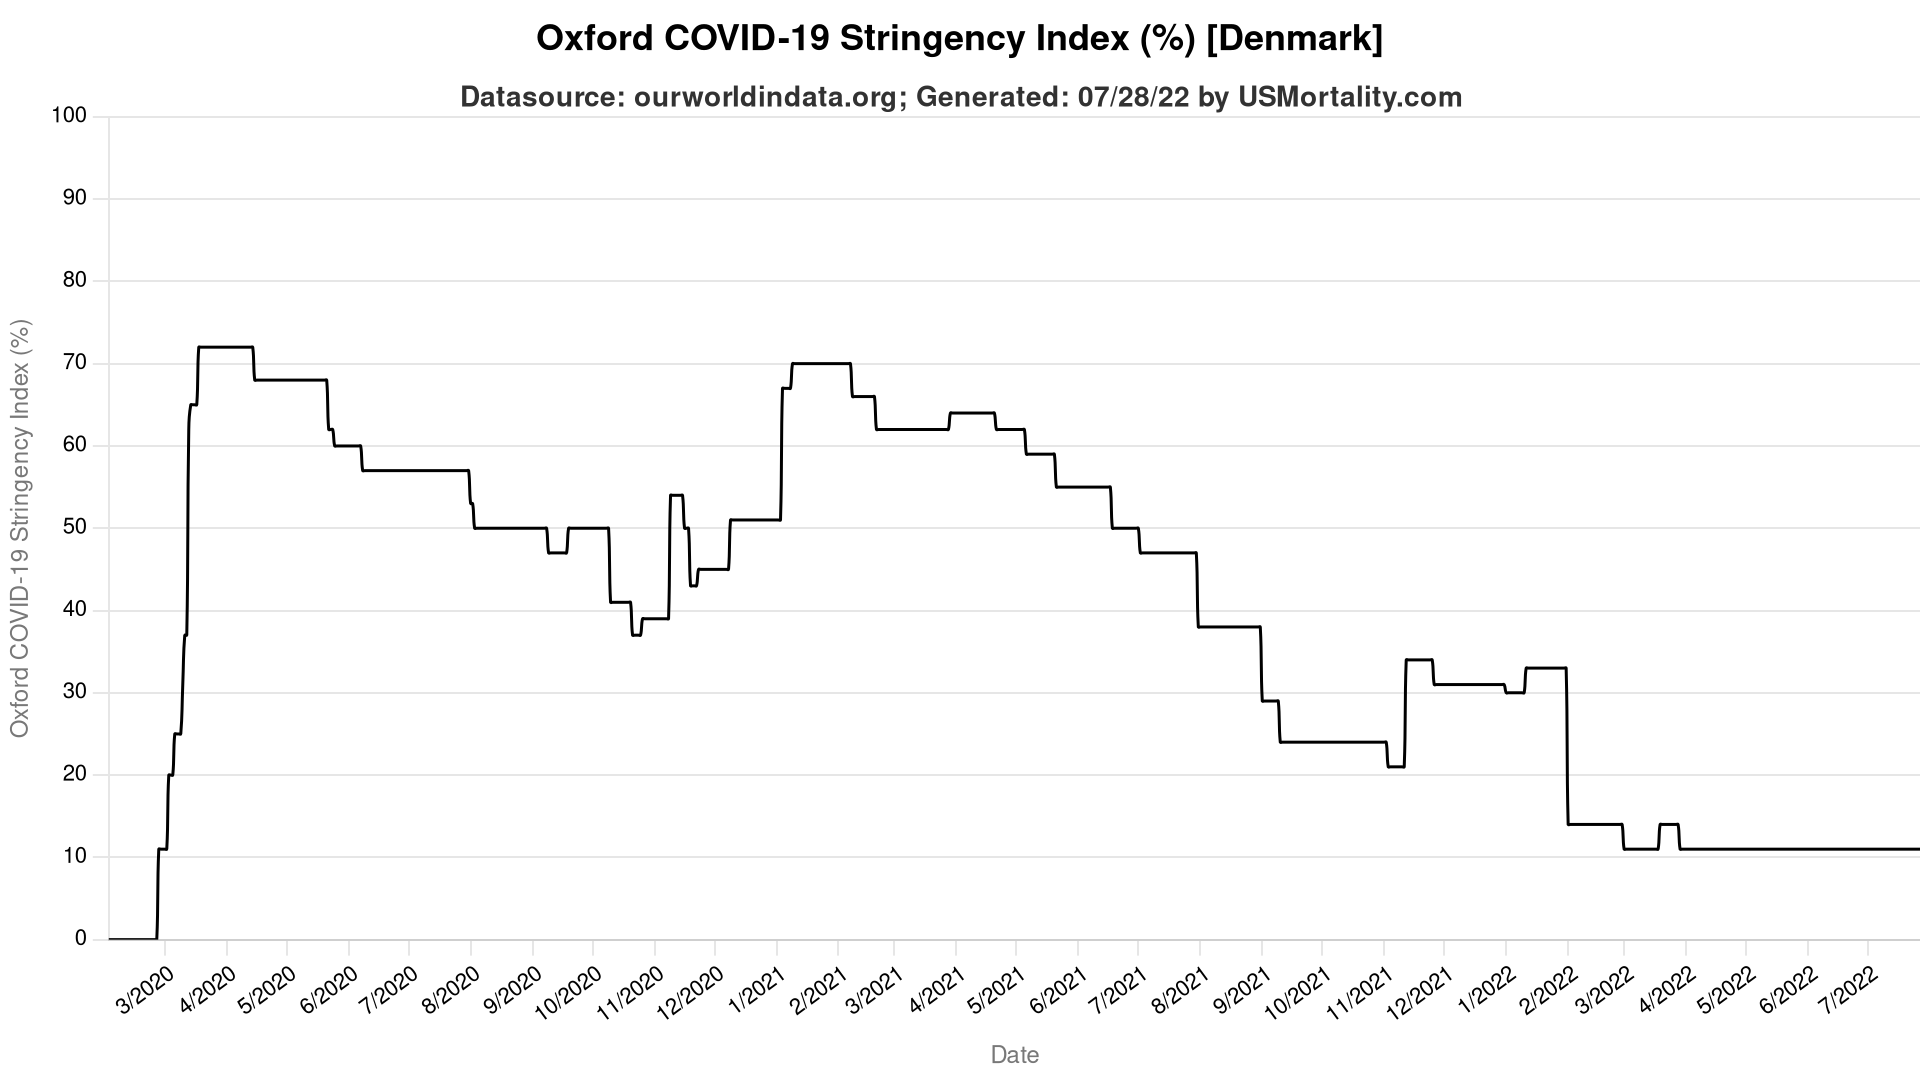 Oxford COVID-19 Stringency Index (%) [Denmark]
Datasource: ourworldindata.org; Generated: 07/28/22 by USMortality.com
Oxford COVID-19 Stringency Index (%)
100
90
80
70
60
50
40
30
20
10
0
3/2020 4/2020 5/2020 6/2020 7/2020 8/2020 9/2020 10/2020 11/2020 12/2020 1/2021 2/2021 3/2021 4/2021 5/2021 6/2021 7/2021 8/2021 9/2021 10/2021 11/2021 12/2021 1/2022 2/2022 3/2022 4/2022 5/2022 6/2022 7/2022
Date